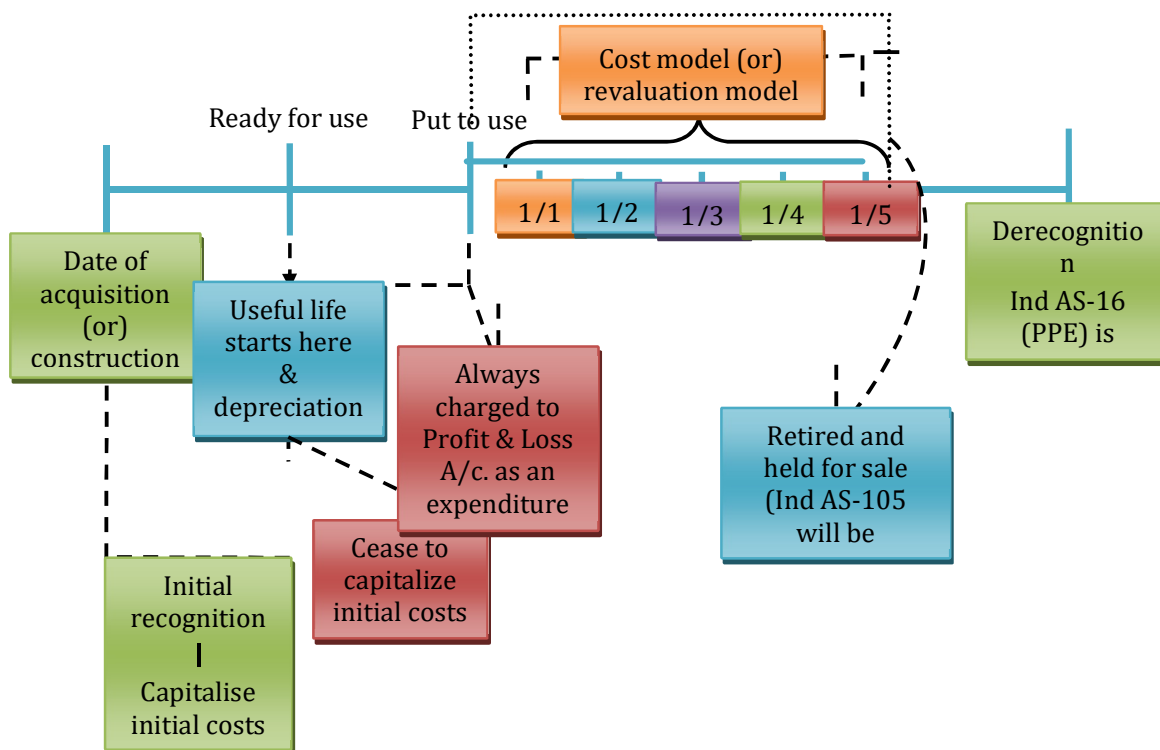 Cost model (or)
revaluation model
Ready for use
Put to use
1/1
1/2
1/3
1/4
1/5
Date of
acquisition
(or)
construction
Useful life
starts here
&
depreciation
Always
charged to
Profit & Loss
A/c. as an
expenditure
Cease to
capitalize
initial costs
Initial
recognition
Capitalise
initial costs
Retired and
held for sale
(Ind AS-105
will be
Derecognitio
n
Ind AS-16
(PPE) is